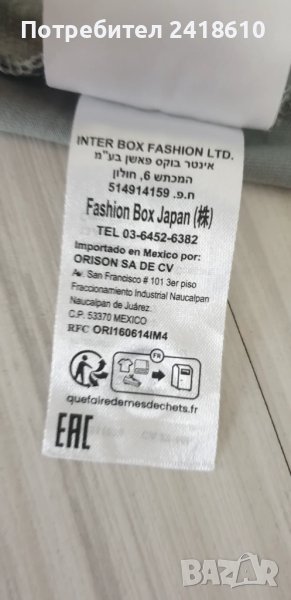 Потребител 2418610
INTER BOX FASHION LTD.
אינטר בוקס פאשן בע"מ
המכתש 6, חולון
ח.פ. 514914159
Fashion Box Japan (株)
TEL 03-6452-6382
Importado en Mexico por:
ORISON SA DE CV
Av. San Francisco # 101 3er piso
Fraccionamiento Industrial Naucalpan
Naucalpan de Juárez.
C.P. 53370 MEXICO
RFC ORI160614IM4
FR
quefairedemesdechets.fr
EAC
BAZAR